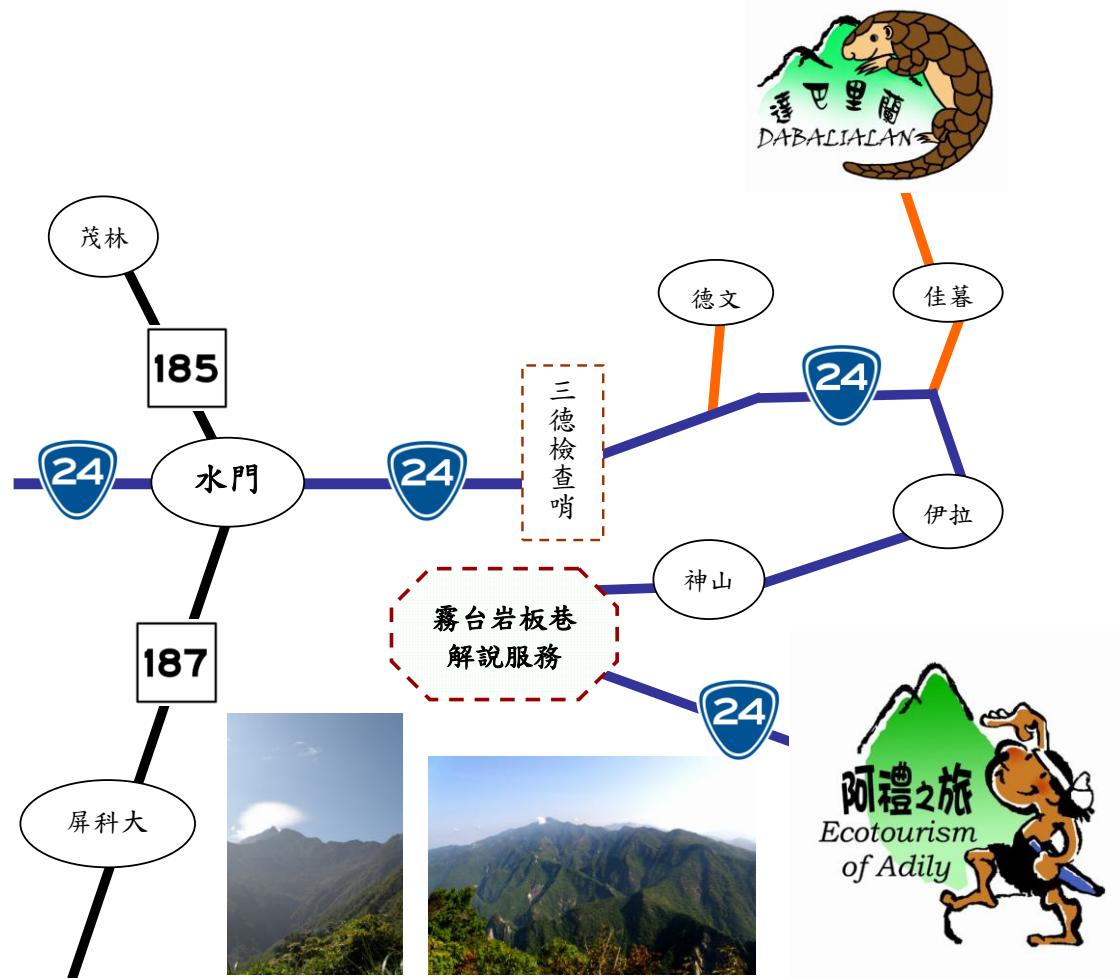 達巴里蘭
DABALIALAN
茂林
德文
佳暮
185
24
三德檢查哨
24
水門
24
伊拉
神山
霧台岩板巷
解說服務
187
24
屏科大
阿禮之旅
Ecotourism
of Adily